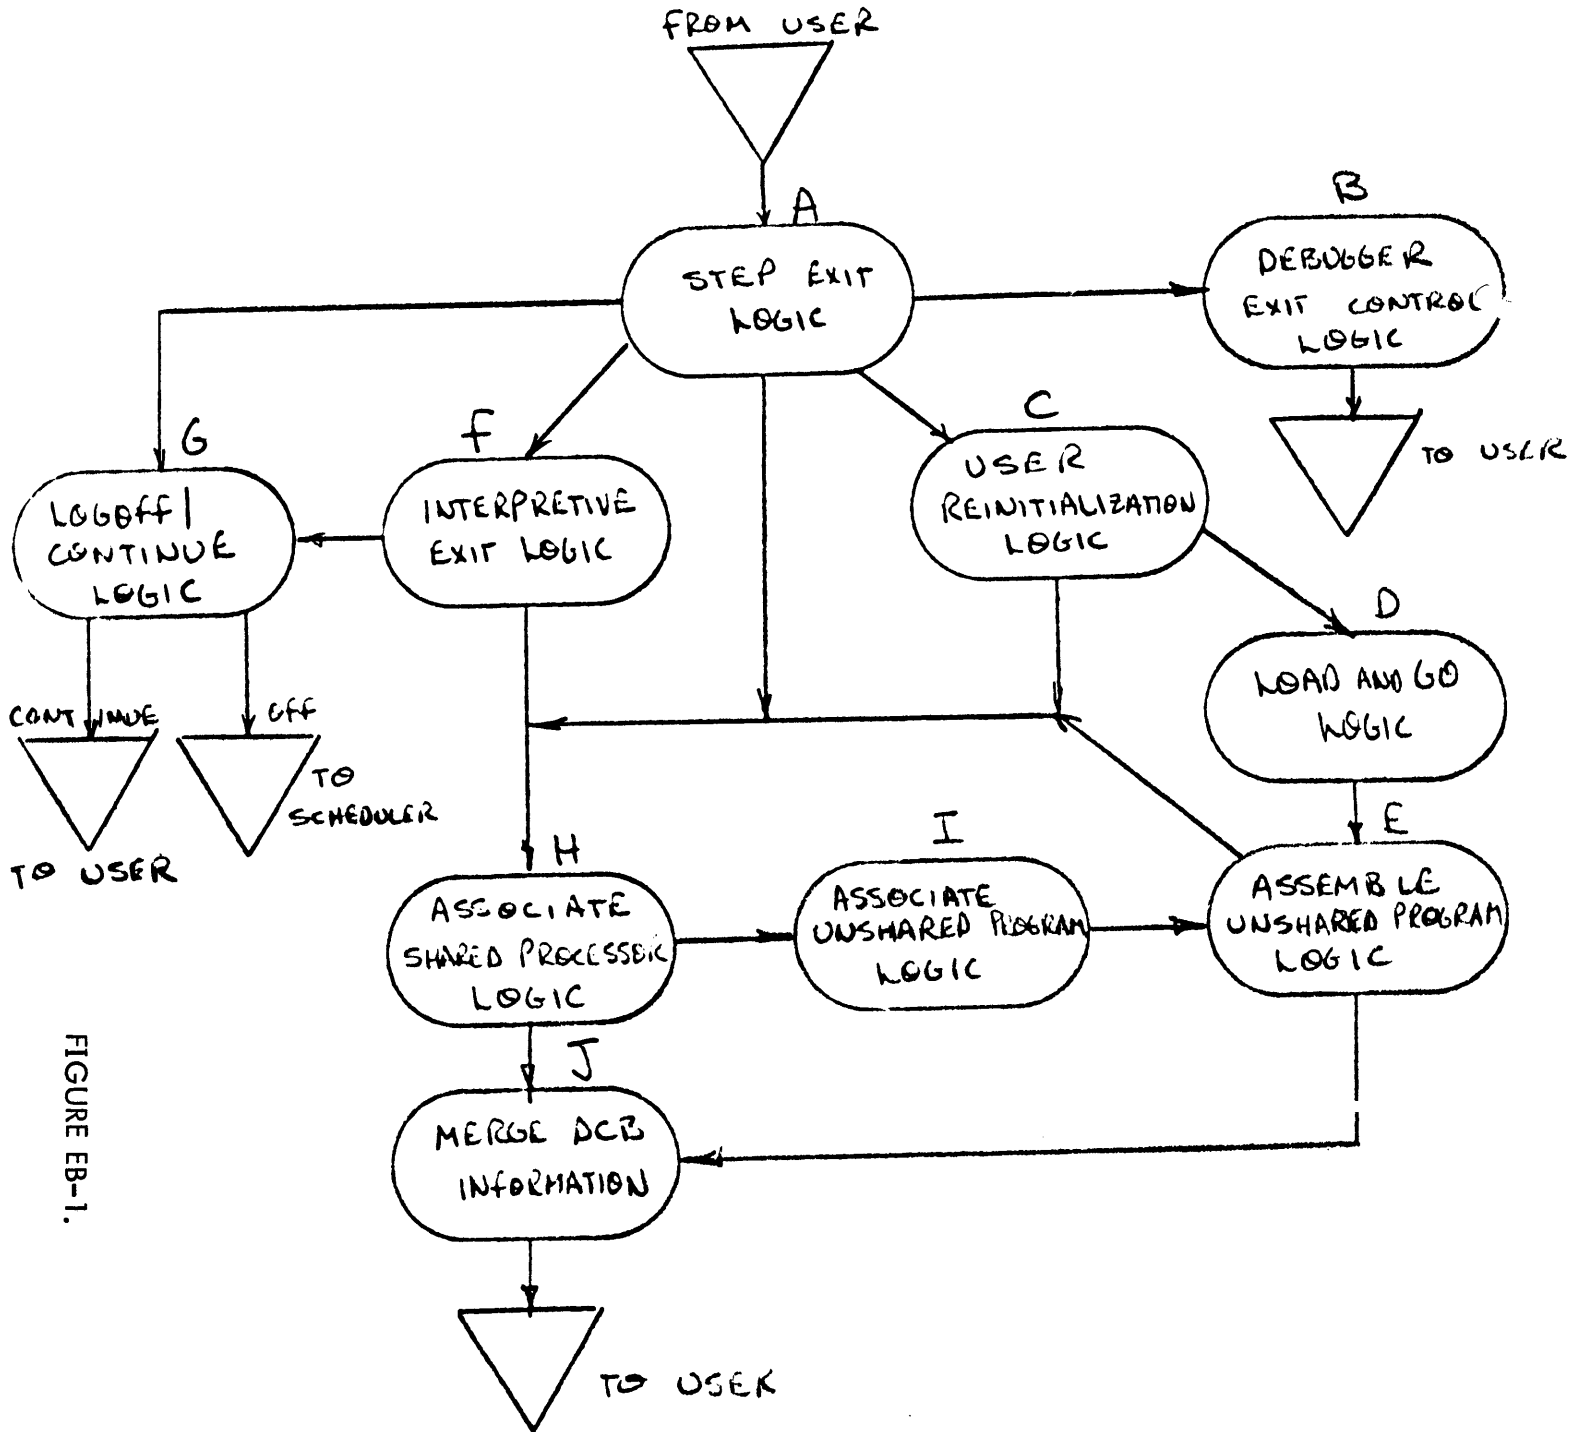 FROM USER
A
STEP EXIT
LOGIC
B
DEBUGGER
EXIT CONTROL
LOGIC
TO USER
G
LOGOFF|
CONTINUE
LOGIC
F
INTERPRETIVE
EXIT LOGIC
C
USER
REINITIALIZATION
LOGIC
D
LOAD AND GO
LOGIC
CONTINUE
OFF
TO USER
TO
SCHEDULER
H
ASSOCIATE
SHARED PROCESSOR
LOGIC
I
ASSOCIATE
UNSHARED PROGRAM
LOGIC
E
ASSEMBLE
UNSHARED PROGRAM
LOGIC
J
MERGE DCB
INFORMATION
TO USER
FIGURE EB-1.